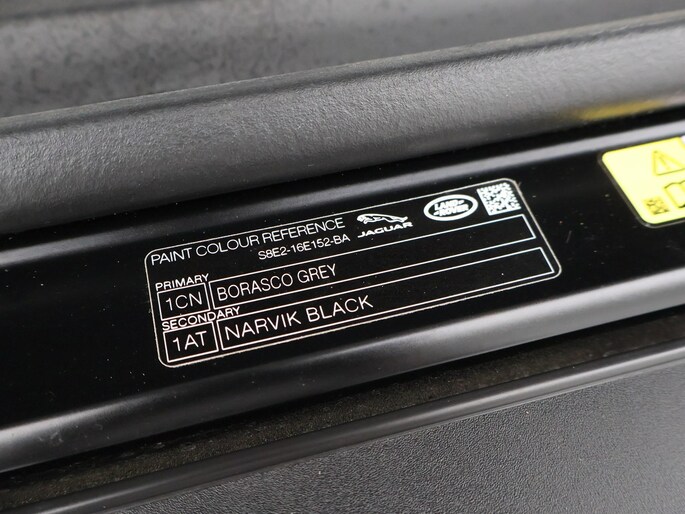 PAINT COLOUR REFERENCE
S8E2-16E152-BA
JAGUAR
LAND-
ROVER
PRIMARY
1CN BORASCO GREY
SECONDARY
1AT NARVIK BLACK